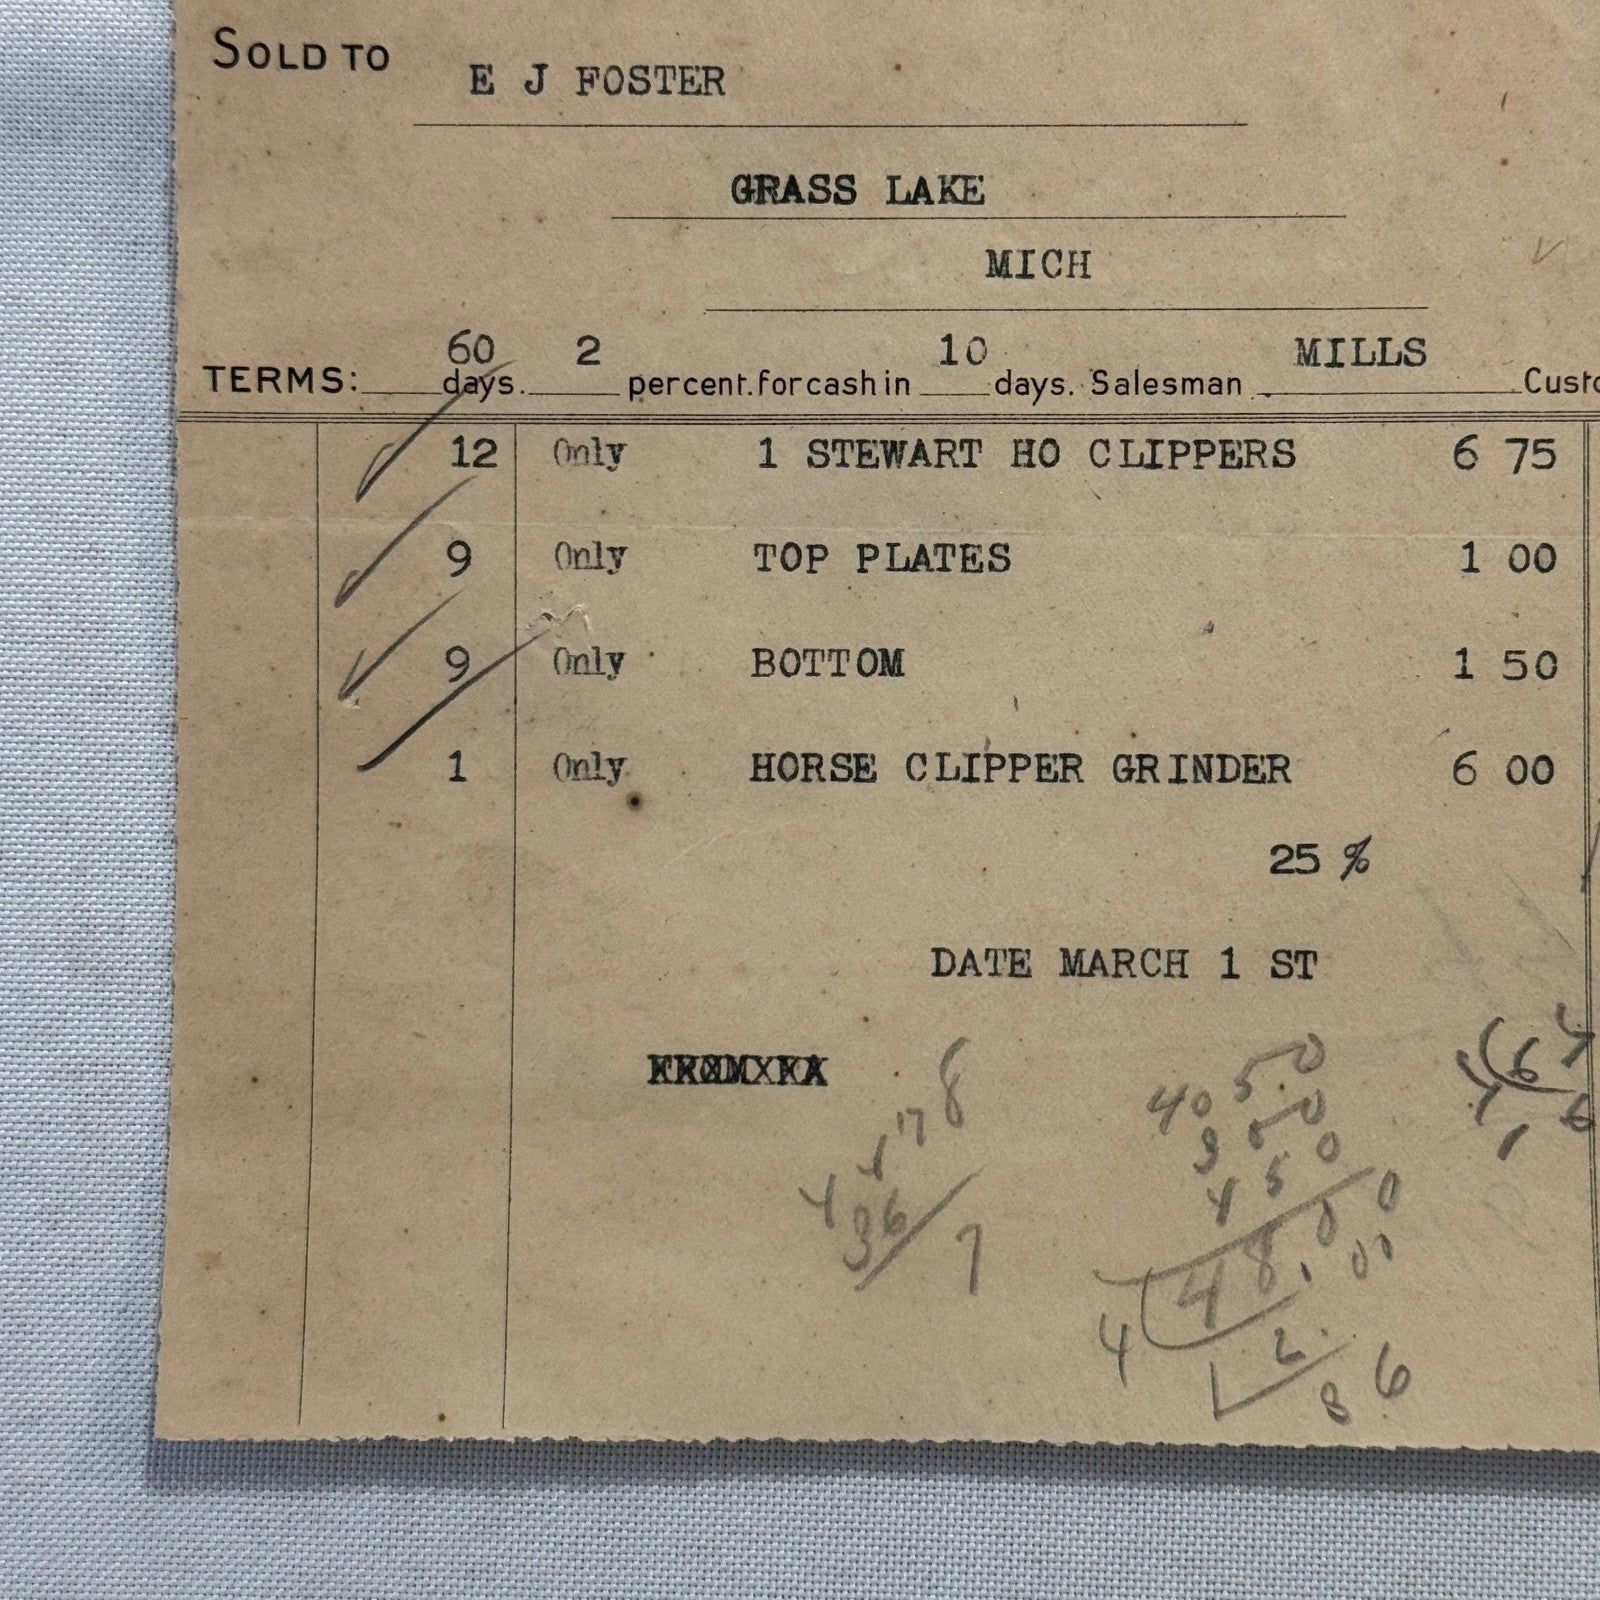 SOLD TO E J FOSTER
GRASS LAKE
MICH
TERMS: 60 days. 2 percent. for cash in 10 days. Salesman MILLS Custo
12 Only 1 STEWART HO CLIPPERS 6 75
9 Only TOP PLATES 1 00
9 Only BOTTOM 1 50
1 Only HORSE CLIPPER GRINDER 6 00
25 %
DATE MARCH 1 ST